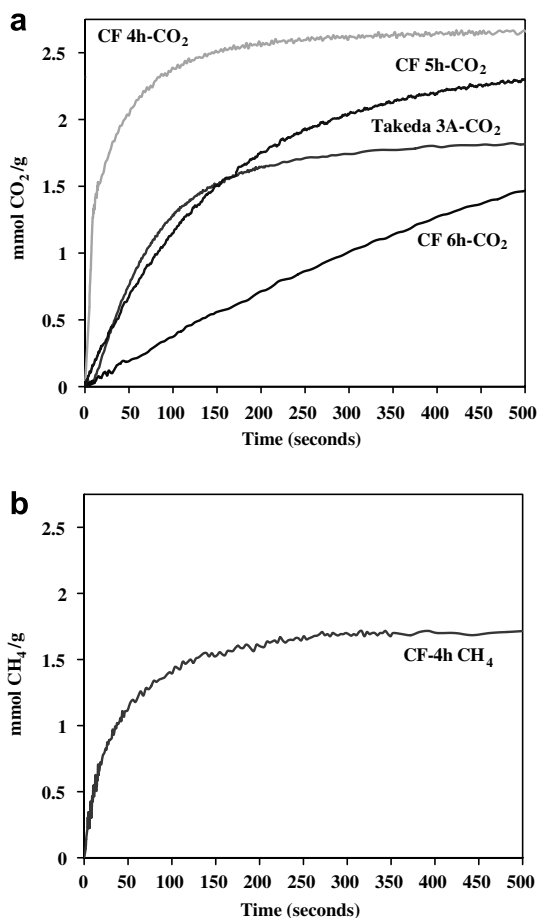 a
CF 4h-CO₂
CF 5h-CO₂
Takeda 3A-CO₂
CF 6h-CO₂
mmol CO₂/g
2.5
2
1.5
1
0.5
0
0 50 100 150 200 250 300 350 400 450 500
Time (seconds)
b
CF-4h CH₄
mmol CH₄/g
2.5
2
1.5
1
0.5
0
0 50 100 150 200 250 300 350 400 450 500
Time (seconds)